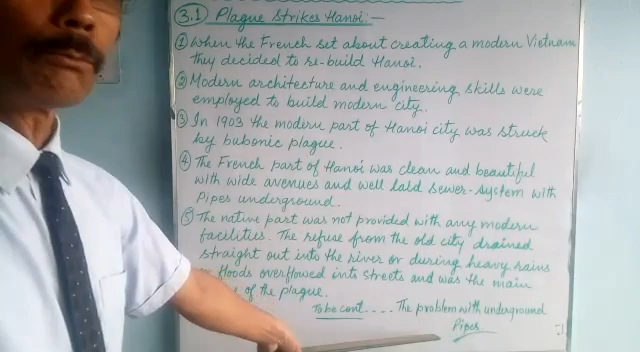 3.1 Plague Strikes Hanoi:—
① When the French set about creating a modern Vietnam
they decided to re-build Hanoi.
② Modern architecture and engineering skills were
employed to build modern city.
③ In 1903 the modern part of Hanoi city was struck
by bubonic plague.
④ The French part of Hanoi was clean and beautiful
with wide avenues and well laid sewer-system with
Pipes underground.
⑤ The native part was not provided with any modern
facilities. The refuse from the old city drained
straight out into the river or during heavy rains
floods overflowed into streets and was the main
of the plague.
To be cont.... The problem with underground
Pipes